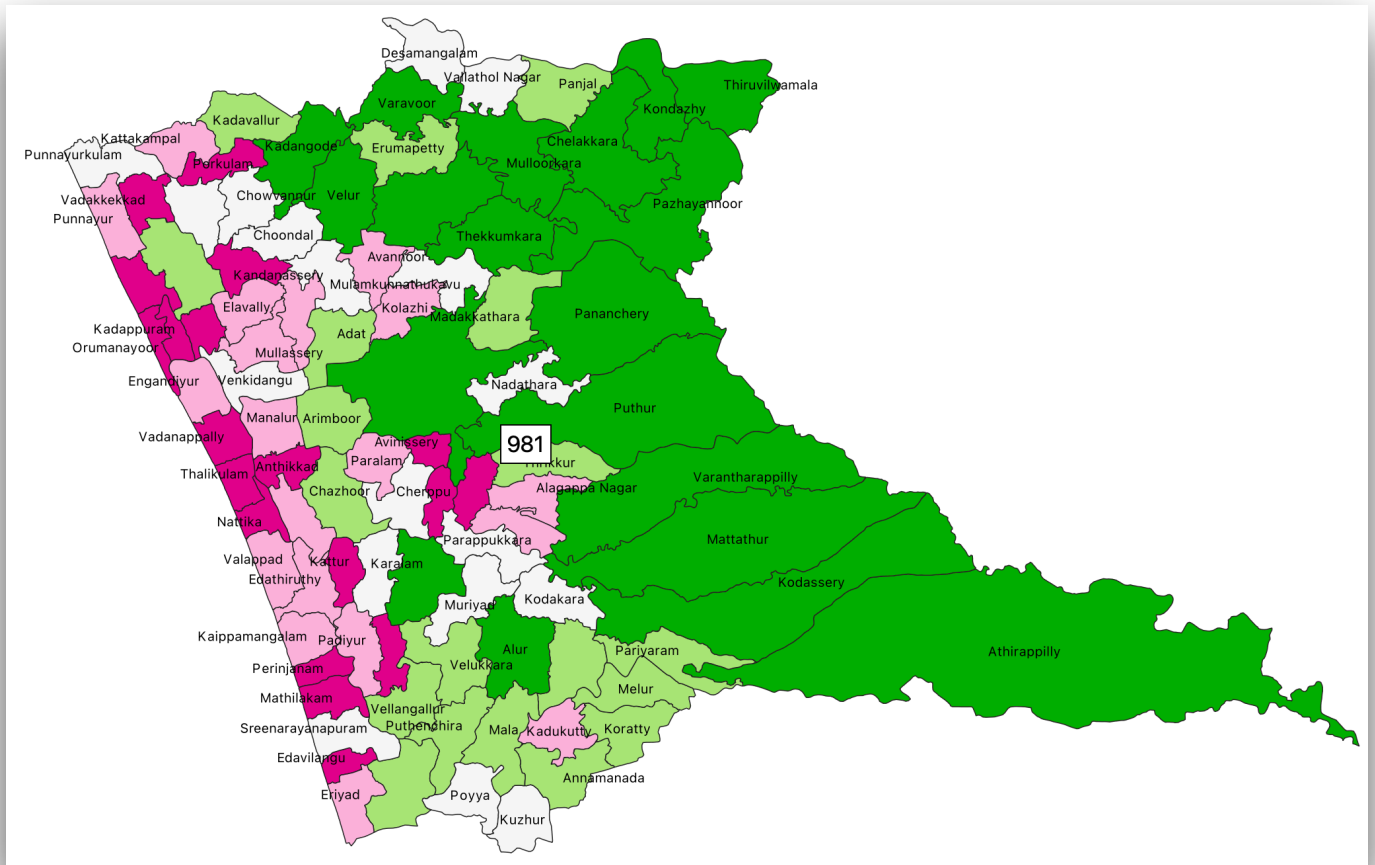 Desamangalam
Vallathol Nagar
Panjal
Thiruvilwamala
Varavoor
Kondazhy
Kadavallur
Kattakampal
Kadangode
Erumapetty
Chelakkara
Punnayurkulam
Porkulam
Mulloorkara
Vadakkekkad
Chowvannur
Velur
Pazhayannoor
Punnayur
Choondal
Thekkumkara
Avannoor
Kandanassery
Mulamkunnathukavu
Elavally
Kolazhi
Madakkathara
Pananchery
Kadappuram
Adat
Orumanayoor
Mullassery
Engandiyur
Venkidangu
Nadathara
Puthur
Manalur
Arimboor
Vadanappally
Avinissery
981
Paralam
Thrikkur
Thalikulam
Anthikkad
Chazhoor
Cherppu
Alagappa Nagar
Varantharappilly
Nattika
Parappukkara
Mattathur
Valappad
Kattur
Karalam
Edathiruthy
Kodassery
Muriyad
Kodakara
Kaippamangalam
Padiyur
Alur
Pariyaram
Athirappilly
Perinjanam
Velukkara
Mathilakam
Melur
Vellangallur
Sreenarayanapuram
Puthenchira
Mala
Kadukutty
Koratty
Edavilangu
Annamanada
Eriyad
Poyya
Kuzhur